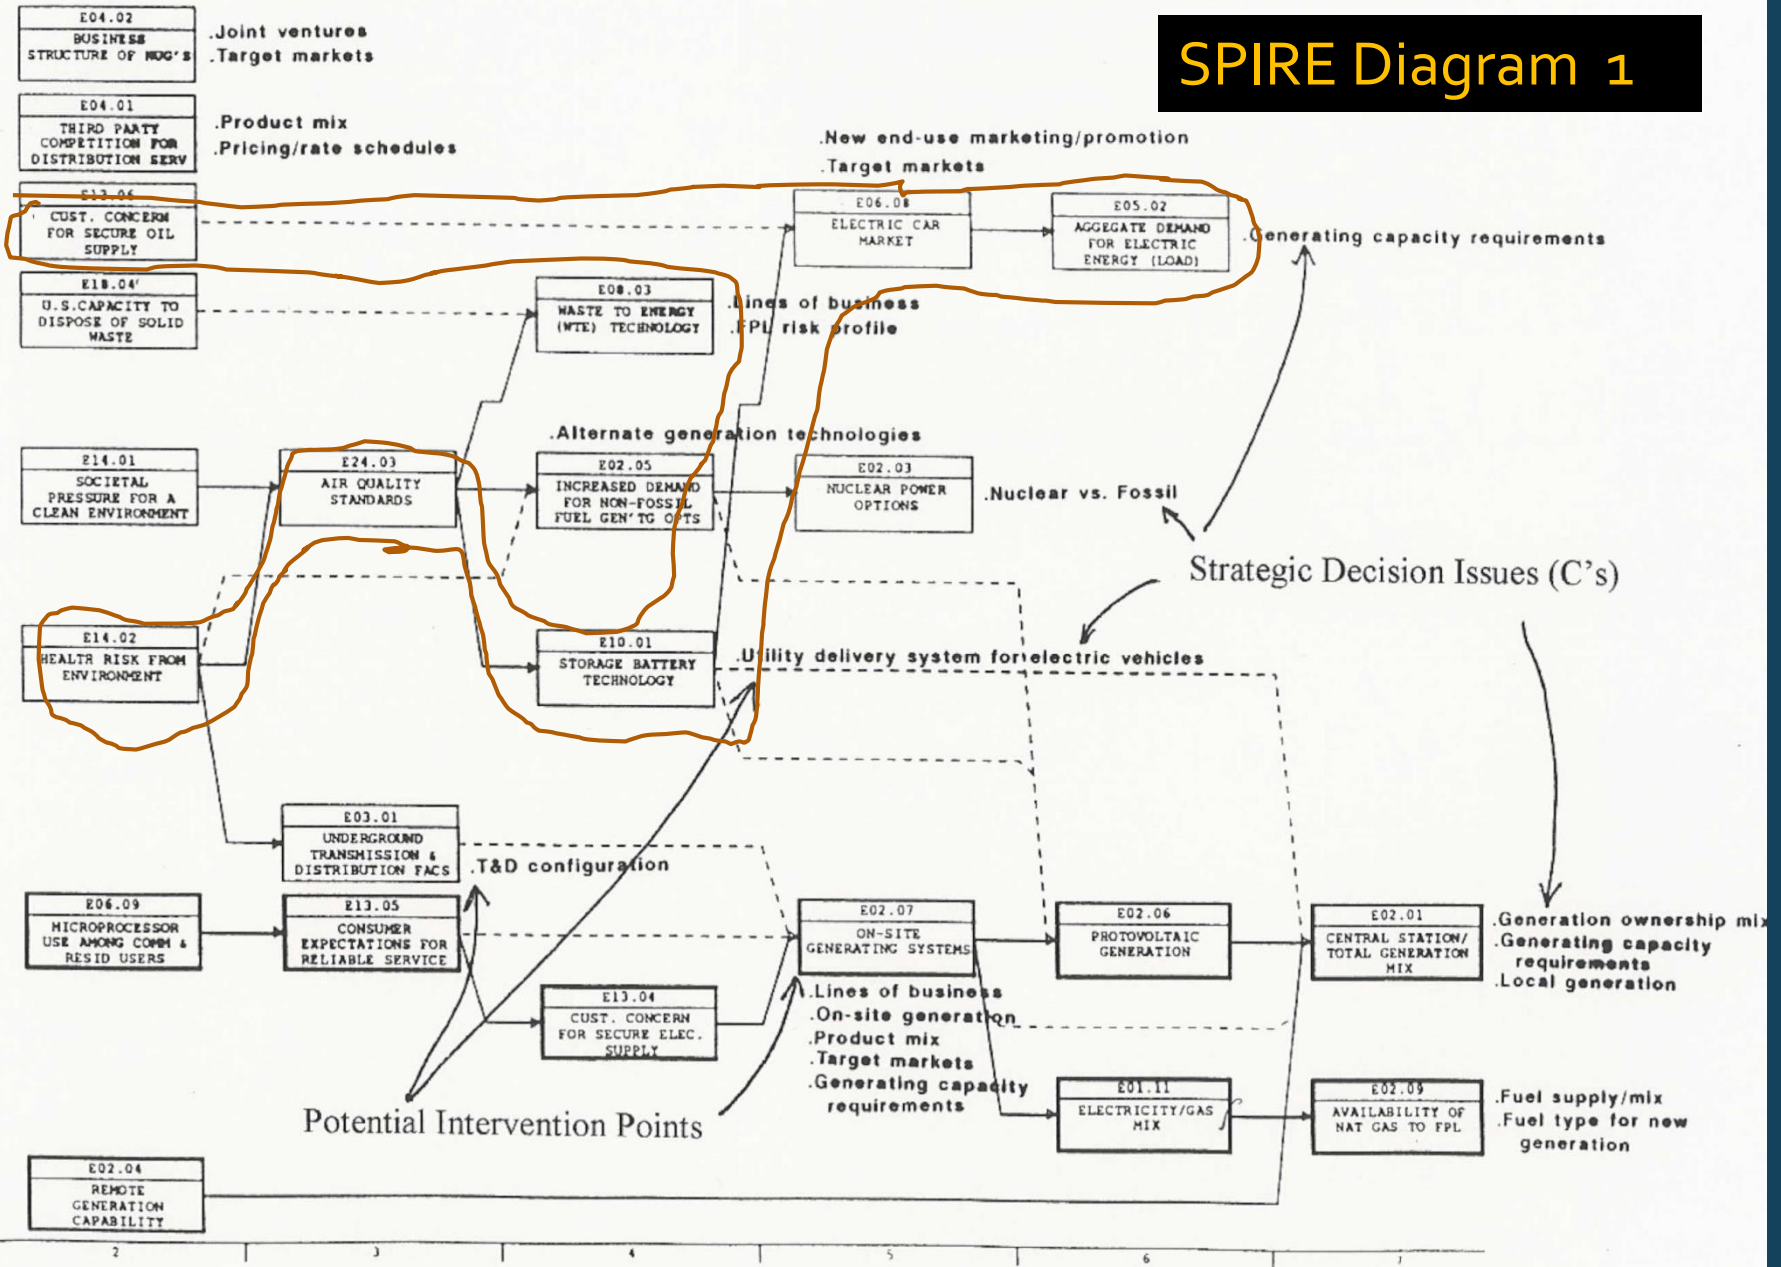 SPIRE Diagram 1
E04.02
BUSINESS
STRUCTURE OF NUG'S
.Joint ventures
.Target markets
E04.01
THIRD PARTY
COMPETITION FOR
DISTRIBUTION SERV
.Product mix
.Pricing/rate schedules
E13.06
CUST. CONCERN
FOR SECURE OIL
SUPPLY
.New end-use marketing/promotion
.Target markets
E06.08
ELECTRIC CAR
MARKET
E05.02
AGGEGATE DEMAND
FOR ELECTRIC
ENERGY (LOAD)
.Generating capacity requirements
E18.04'
U.S.CAPACITY TO
DISPOSE OF SOLID
WASTE
E08.03
WASTE TO ENERGY
(WTE) TECHNOLOGY
.Lines of business
.FPL risk profile
E14.01
SOCIETAL
PRESSURE FOR A
CLEAN ENVIRONMENT
E24.03
AIR QUALITY
STANDARDS
.Alternate generation technologies
E02.05
INCREASED DEMAND
FOR NON-FOSSIL
FUEL GEN'TG OPTS
E02.03
NUCLEAR POWER
OPTIONS
.Nuclear vs. Fossil
Strategic Decision Issues (C's)
E14.02
HEALTH RISK FROM
ENVIRONMENT
E10.01
STORAGE BATTERY
TECHNOLOGY
.Utility delivery system for electric vehicles
E03.01
UNDERGROUND
TRANSMISSION &
DISTRIBUTION FACS
.T&D configuration
E06.09
MICROPROCESSOR
USE AMONG COMM &
RESID USERS
E13.05
CONSUMER
EXPECTATIONS FOR
RELIABLE SERVICE
E13.04
CUST. CONCERN
FOR SECURE ELEC.
SUPPLY
E02.07
ON-SITE
GENERATING SYSTEMS
.Lines of business
.On-site generation
.Product mix
.Target markets
.Generating capacity
requirements
E02.06
PHOTOVOLTAIC
GENERATION
E02.01
CENTRAL STATION/
TOTAL GENERATION
MIX
.Generation ownership mix
.Generating capacity
requirements
.Local generation
E01.11
ELECTRICITY/GAS
MIX
E02.09
AVAILABILITY OF
NAT GAS TO FPL
.Fuel supply/mix
.Fuel type for new
generation
Potential Intervention Points
E02.04
REMOTE
GENERATION
CAPABILITY
2 3 4 5 6 7